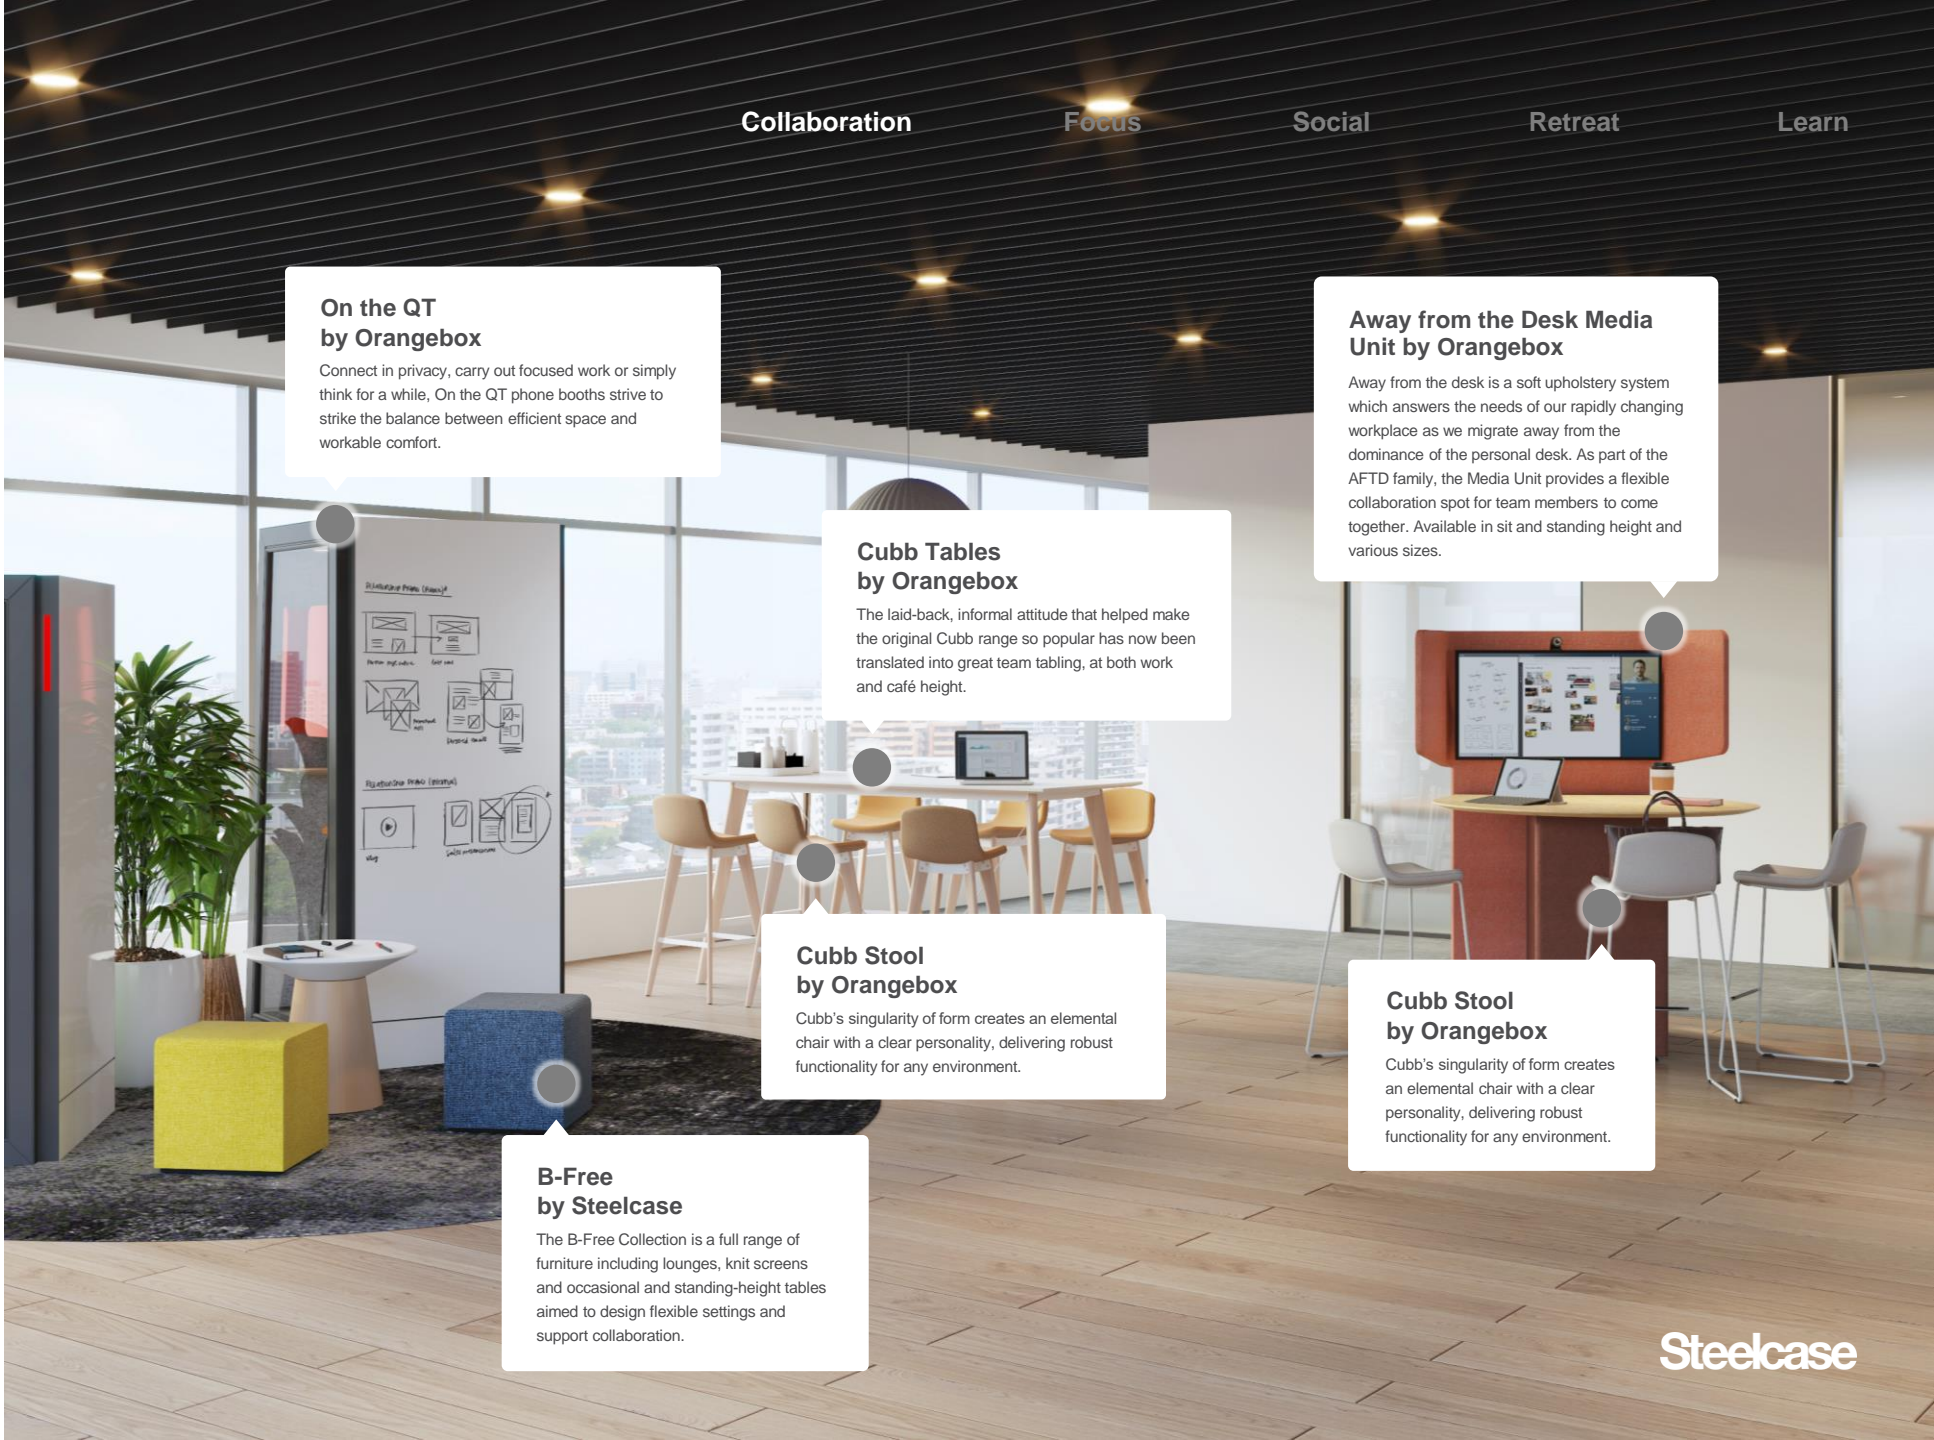 Collaboration
Focus
Social
Retreat
Learn
On the QT
by Orangebox
Connect in privacy, carry out focused work or simply
think for a while, On the QT phone booths strive to
strike the balance between efficient space and
workable comfort.
Away from the Desk Media
Unit by Orangebox
Away from the desk is a soft upholstery system
which answers the needs of our rapidly changing
workplace as we migrate away from the
dominance of the personal desk. As part of the
AFTD family, the Media Unit provides a flexible
collaboration spot for team members to come
together. Available in sit and standing height and
various sizes.
Cubb Tables
by Orangebox
The laid-back, informal attitude that helped make
the original Cubb range so popular has now been
translated into great team tabling, at both work
and café height.
Cubb Stool
by Orangebox
Cubb’s singularity of form creates an elemental
chair with a clear personality, delivering robust
functionality for any environment.
Cubb Stool
by Orangebox
Cubb’s singularity of form creates
an elemental chair with a clear
personality, delivering robust
functionality for any environment.
B-Free
by Steelcase
The B-Free Collection is a full range of
furniture including lounges, knit screens
and occasional and standing-height tables
aimed to design flexible settings and
support collaboration.
Steelcase